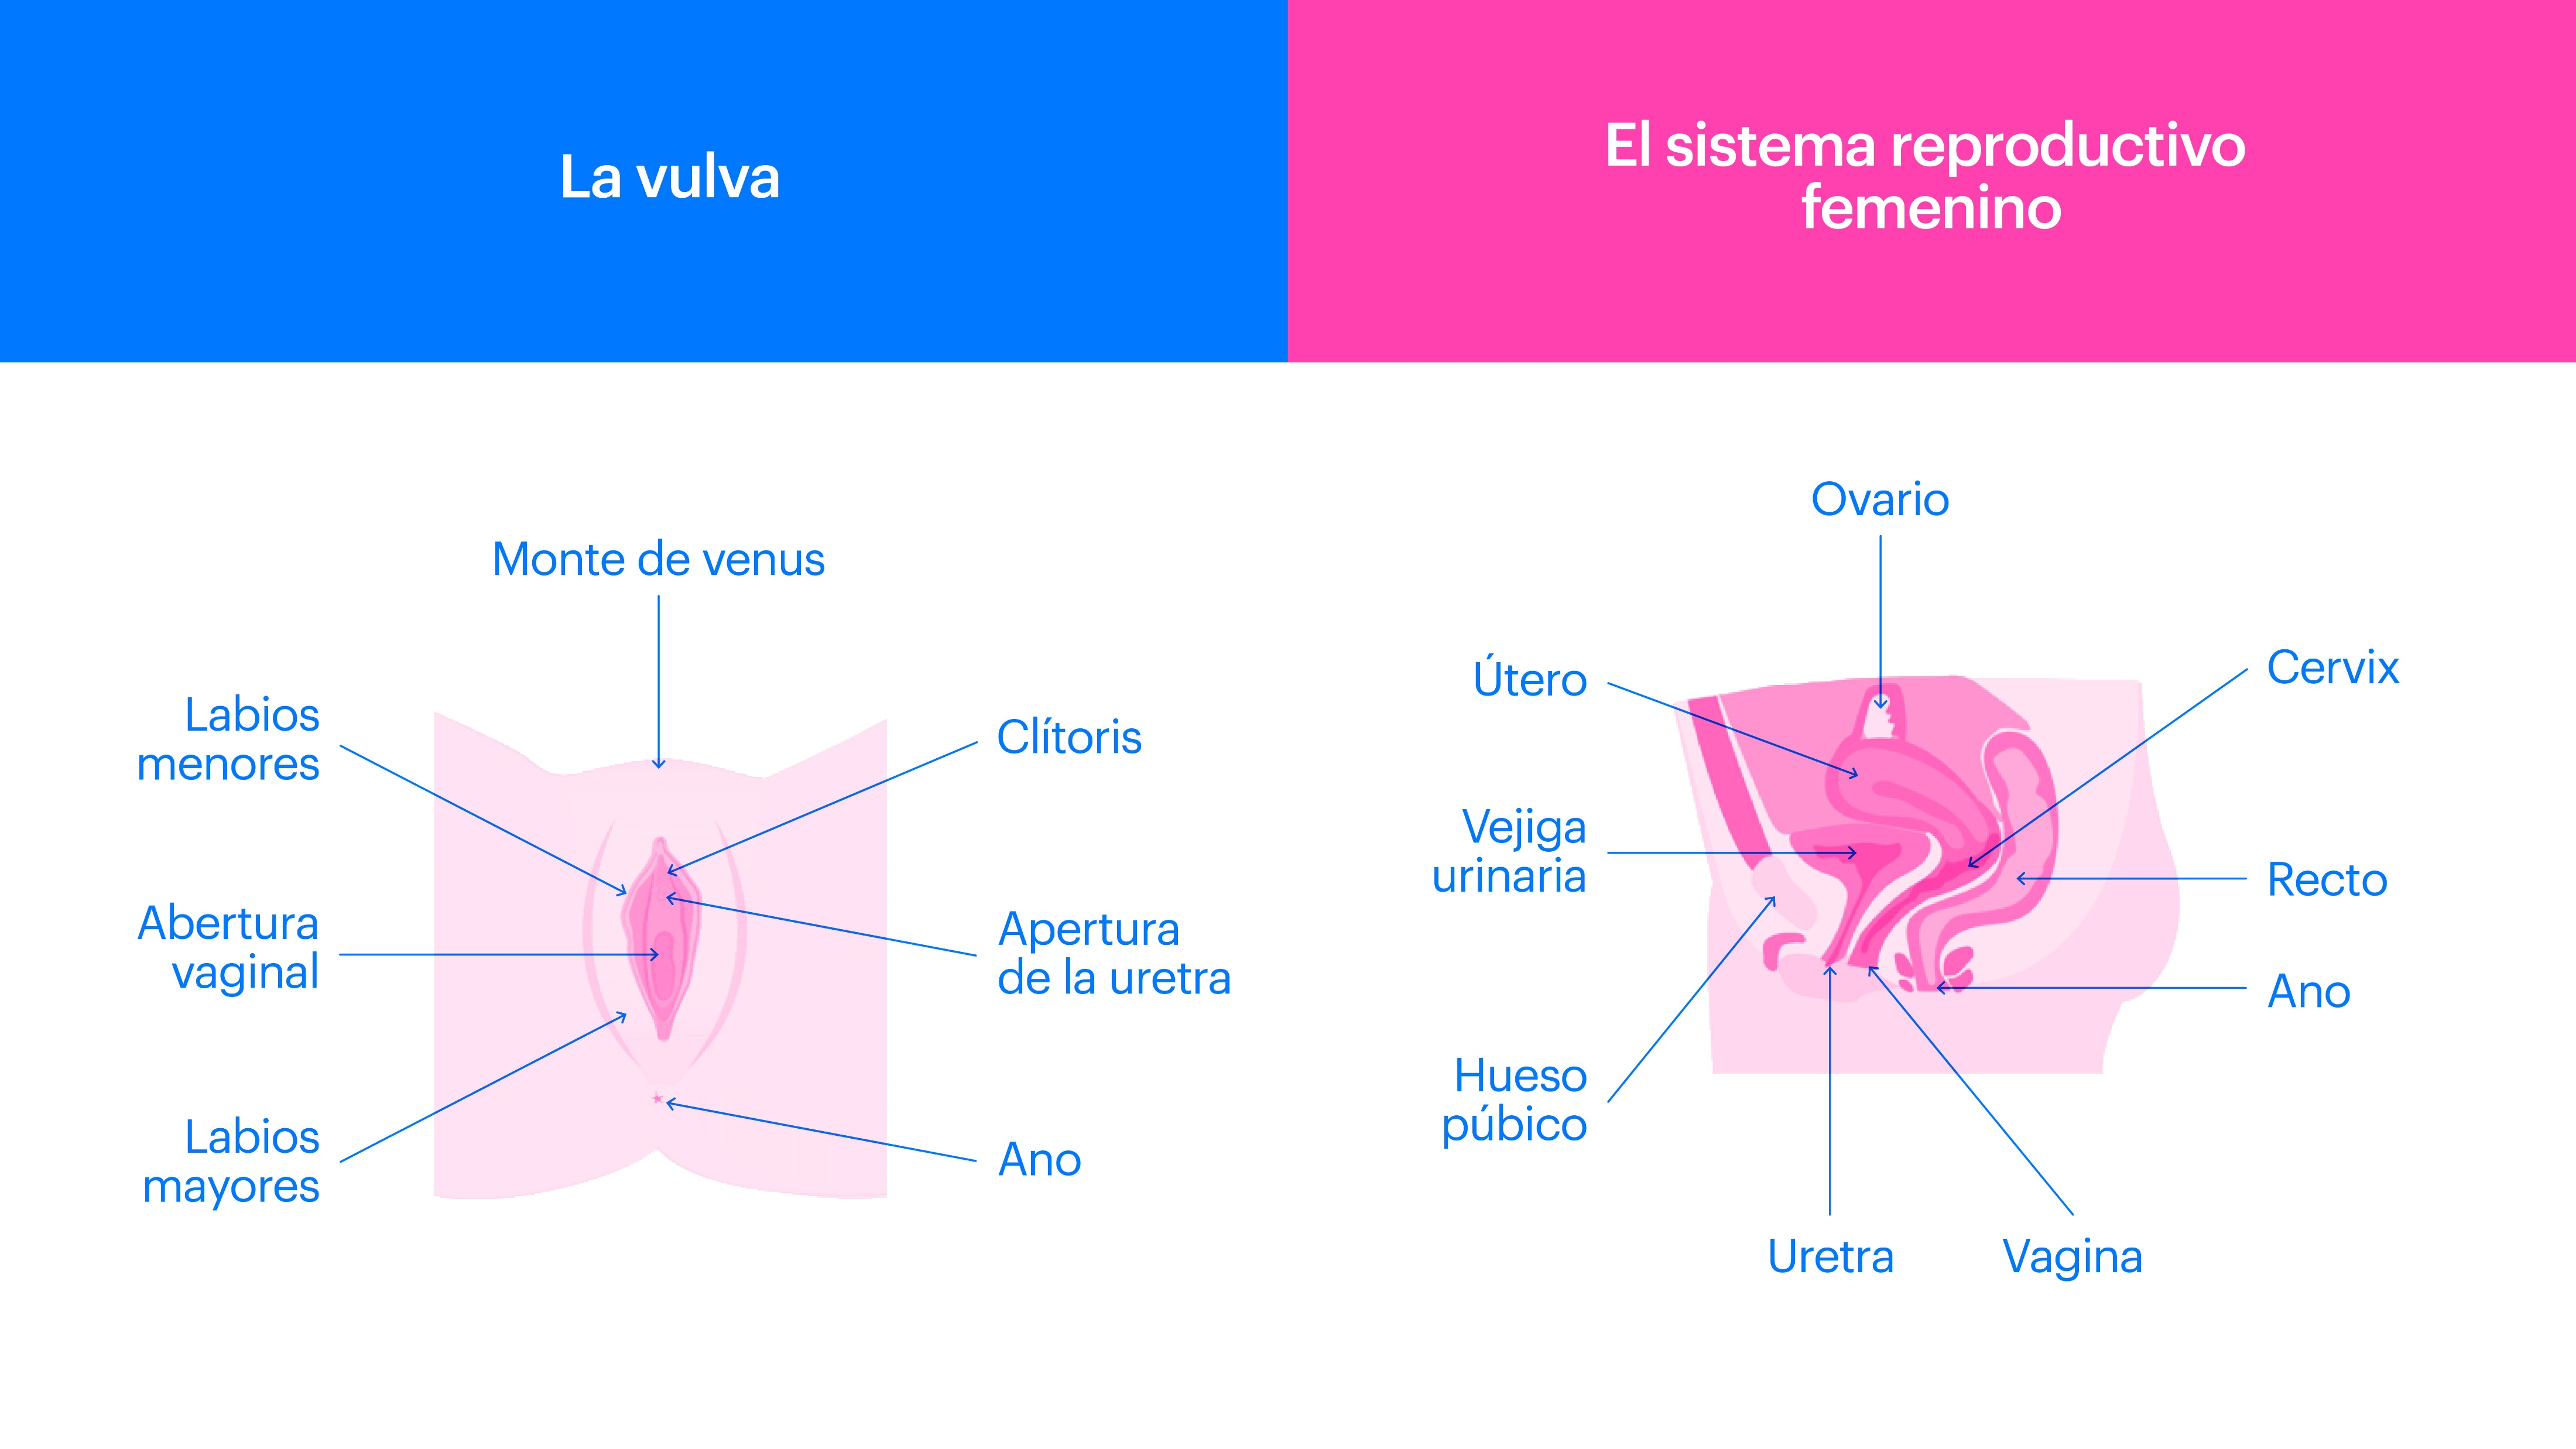 La vulva
El sistema reproductivo
femenino
Monte de venus
Labios
menores
Clítoris
Abertura
vaginal
Apertura
de la uretra
Labios
mayores
Ano
Ovario
Útero
Cervix
Vejiga
urinaria
Recto
Ano
Hueso
púbico
Uretra
Vagina